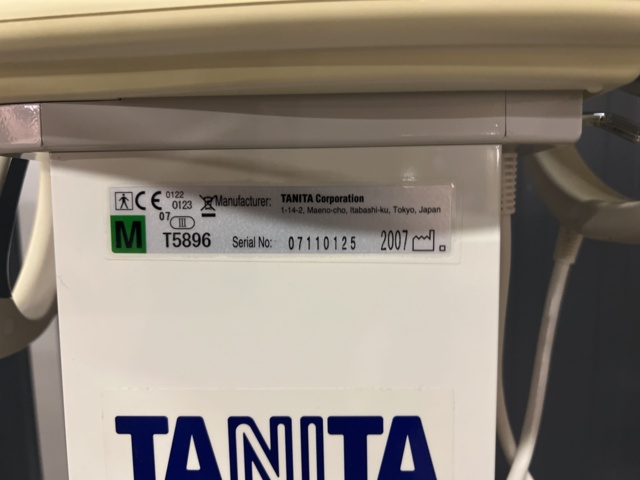 CE 0122
0123
Manufacturer: TANITA Corporation
1-14-2, Maeno-cho, Itabashi-ku, Tokyo, Japan
07
III
M T5896 Serial No: 07110125 2007
TANITA